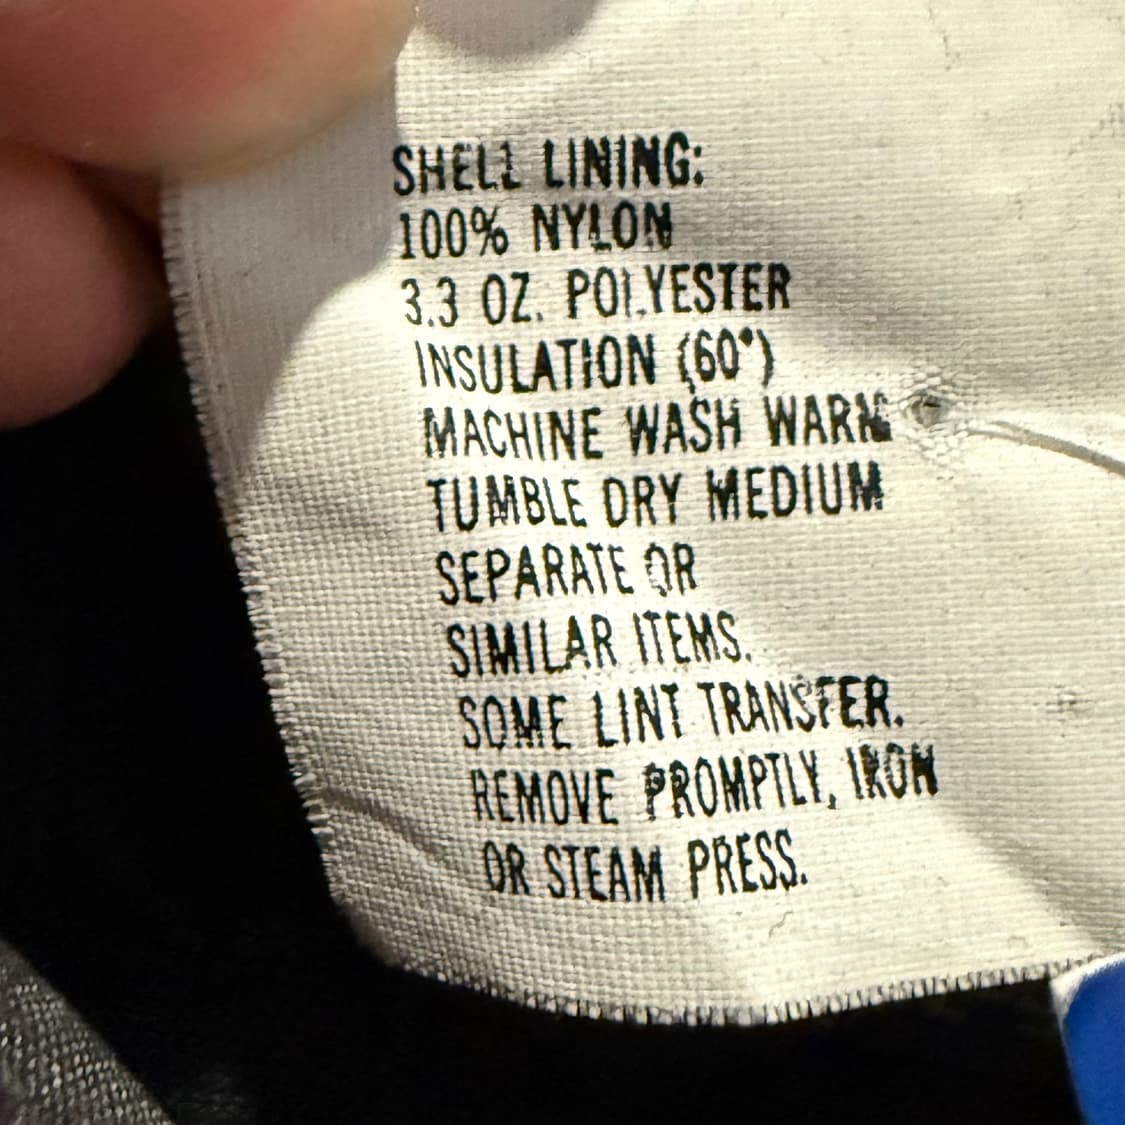 SHELL LINING:
100% NYLON
3.3 OZ. POLYESTER
INSULATION (60°)
MACHINE WASH WARM
TUMBLE DRY MEDIUM
SEPARATE OR
SIMILAR ITEMS.
SOME LINT TRANSFER.
REMOVE PROMPTLY, IRON
OR STEAM PRESS.